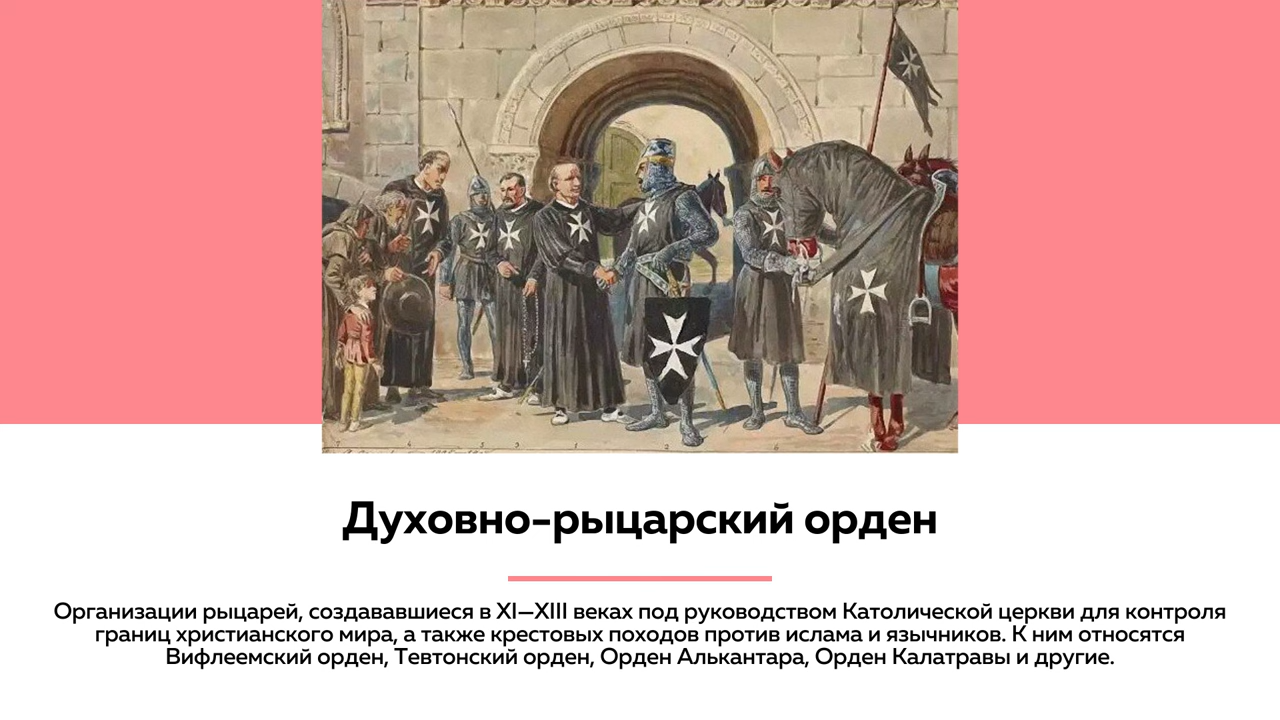 Духовно-рыцарский орден
Организации рыцарей, создававшиеся в XI—XIII веках под руководством Католической церкви для контроля
границ христианского мира, а также крестовых походов против ислама и язычников. К ним относятся
Вифлеемский орден, Тевтонский орден, Орден Алькантара, Орден Калатравы и другие.